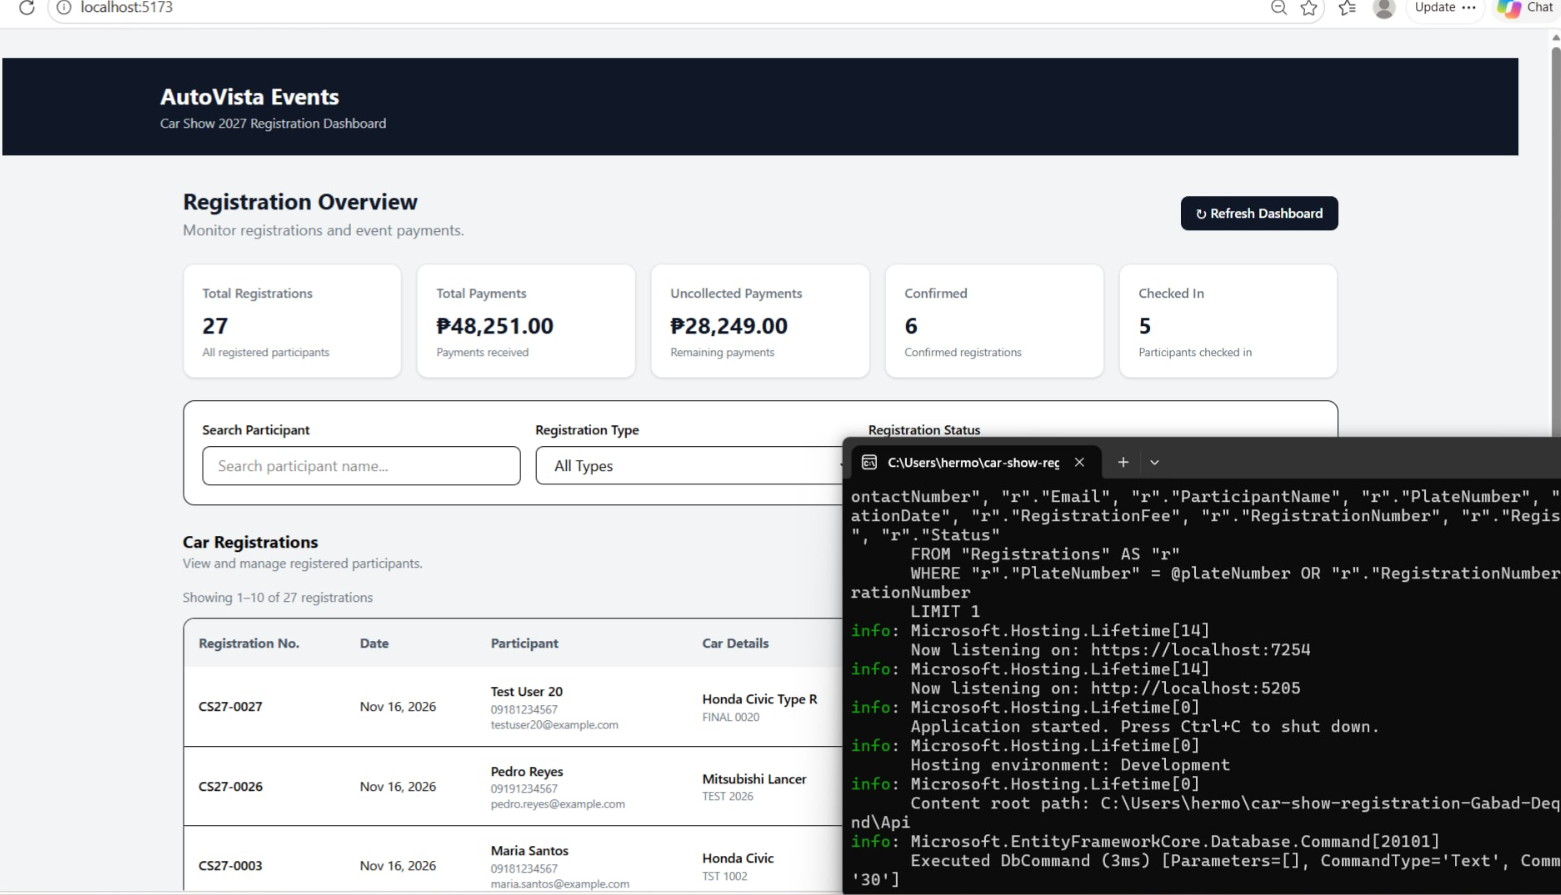 localhost:5173
Update
Chat
AutoVista Events
Car Show 2027 Registration Dashboard
Registration Overview
Monitor registrations and event payments.
↻ Refresh Dashboard
Total Registrations
27
All registered participants
Total Payments
₱48,251.00
Payments received
Uncollected Payments
₱28,249.00
Remaining payments
Confirmed
6
Confirmed registrations
Checked In
5
Participants checked in
Search Participant
Search participant name...
Registration Type
All Types
Registration Status
Car Registrations
View and manage registered participants.
Showing 1–10 of 27 registrations
Registration No. Date Participant Car Details
CS27-0027 Nov 16, 2026
Test User 20
09181234567
testuser20@example.com
Honda Civic Type R
FINAL 0020
CS27-0026 Nov 16, 2026
Pedro Reyes
09191234567
pedro.reyes@example.com
Mitsubishi Lancer
TEST 2026
CS27-0003 Nov 16, 2026
Maria Santos
09181234567
maria.santos@example.com
Honda Civic
TST 1002
C:\Users\hermo\car-show-reg
ontactNumber", "r"."Email", "r"."ParticipantName", "r"."PlateNumber", "
ationDate", "r"."RegistrationFee", "r"."RegistrationNumber", "r"."Regis
", "r"."Status"
FROM "Registrations" AS "r"
WHERE "r"."PlateNumber" = @plateNumber OR "r"."RegistrationNumber
rationNumber
LIMIT 1
info: Microsoft.Hosting.Lifetime[14]
Now listening on: https://localhost:7254
info: Microsoft.Hosting.Lifetime[14]
Now listening on: http://localhost:5205
info: Microsoft.Hosting.Lifetime[0]
Application started. Press Ctrl+C to shut down.
info: Microsoft.Hosting.Lifetime[0]
Hosting environment: Development
info: Microsoft.Hosting.Lifetime[0]
Content root path: C:\Users\hermo\car-show-registration-Gabad-Deq
nd\Api
info: Microsoft.EntityFrameworkCore.Database.Command[20101]
Executed DbCommand (3ms) [Parameters=[], CommandType='Text', Comm
'30']